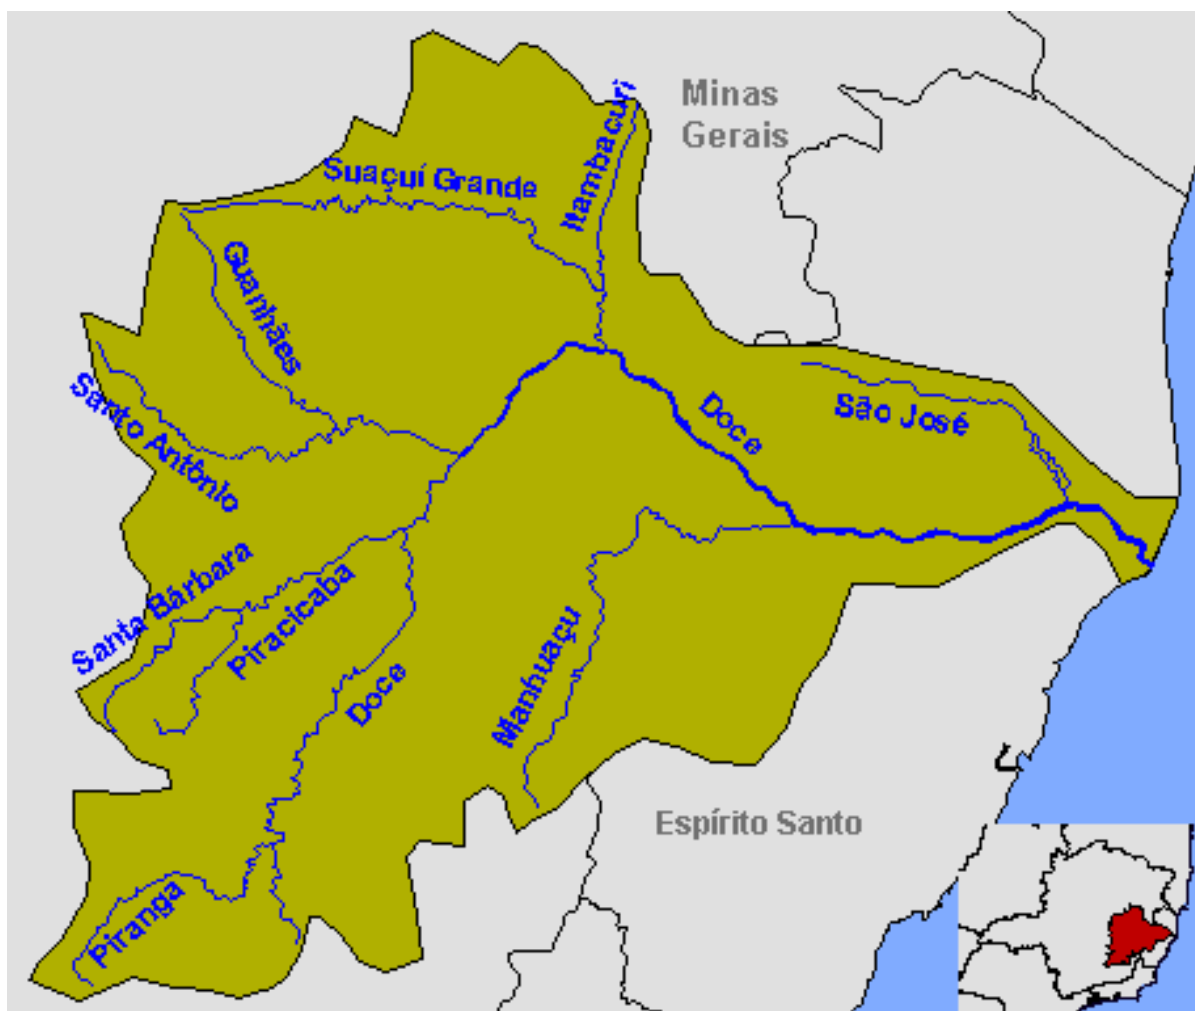 Minas
Gerais
Itambacuri
Suaçuí Grande
Guanhães
Santo Antônio
Doce
São José
Santa Bárbara
Piracicaba
Manhuaçu
Doce
Piranga
Espírito Santo